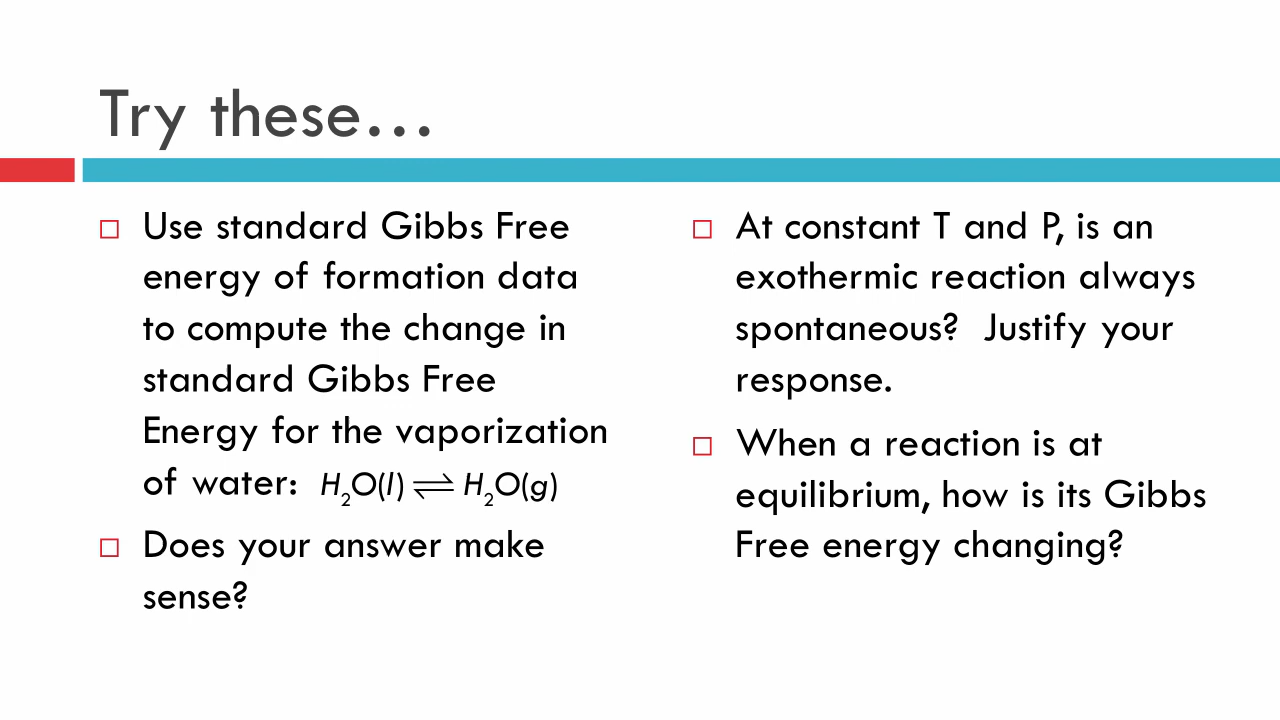 Try these…
Use standard Gibbs Free
energy of formation data
to compute the change in
standard Gibbs Free
Energy for the vaporization
of water: H₂O(l) ⇌ H₂O(g)
Does your answer make
sense?
At constant T and P, is an
exothermic reaction always
spontaneous? Justify your
response.
When a reaction is at
equilibrium, how is its Gibbs
Free energy changing?